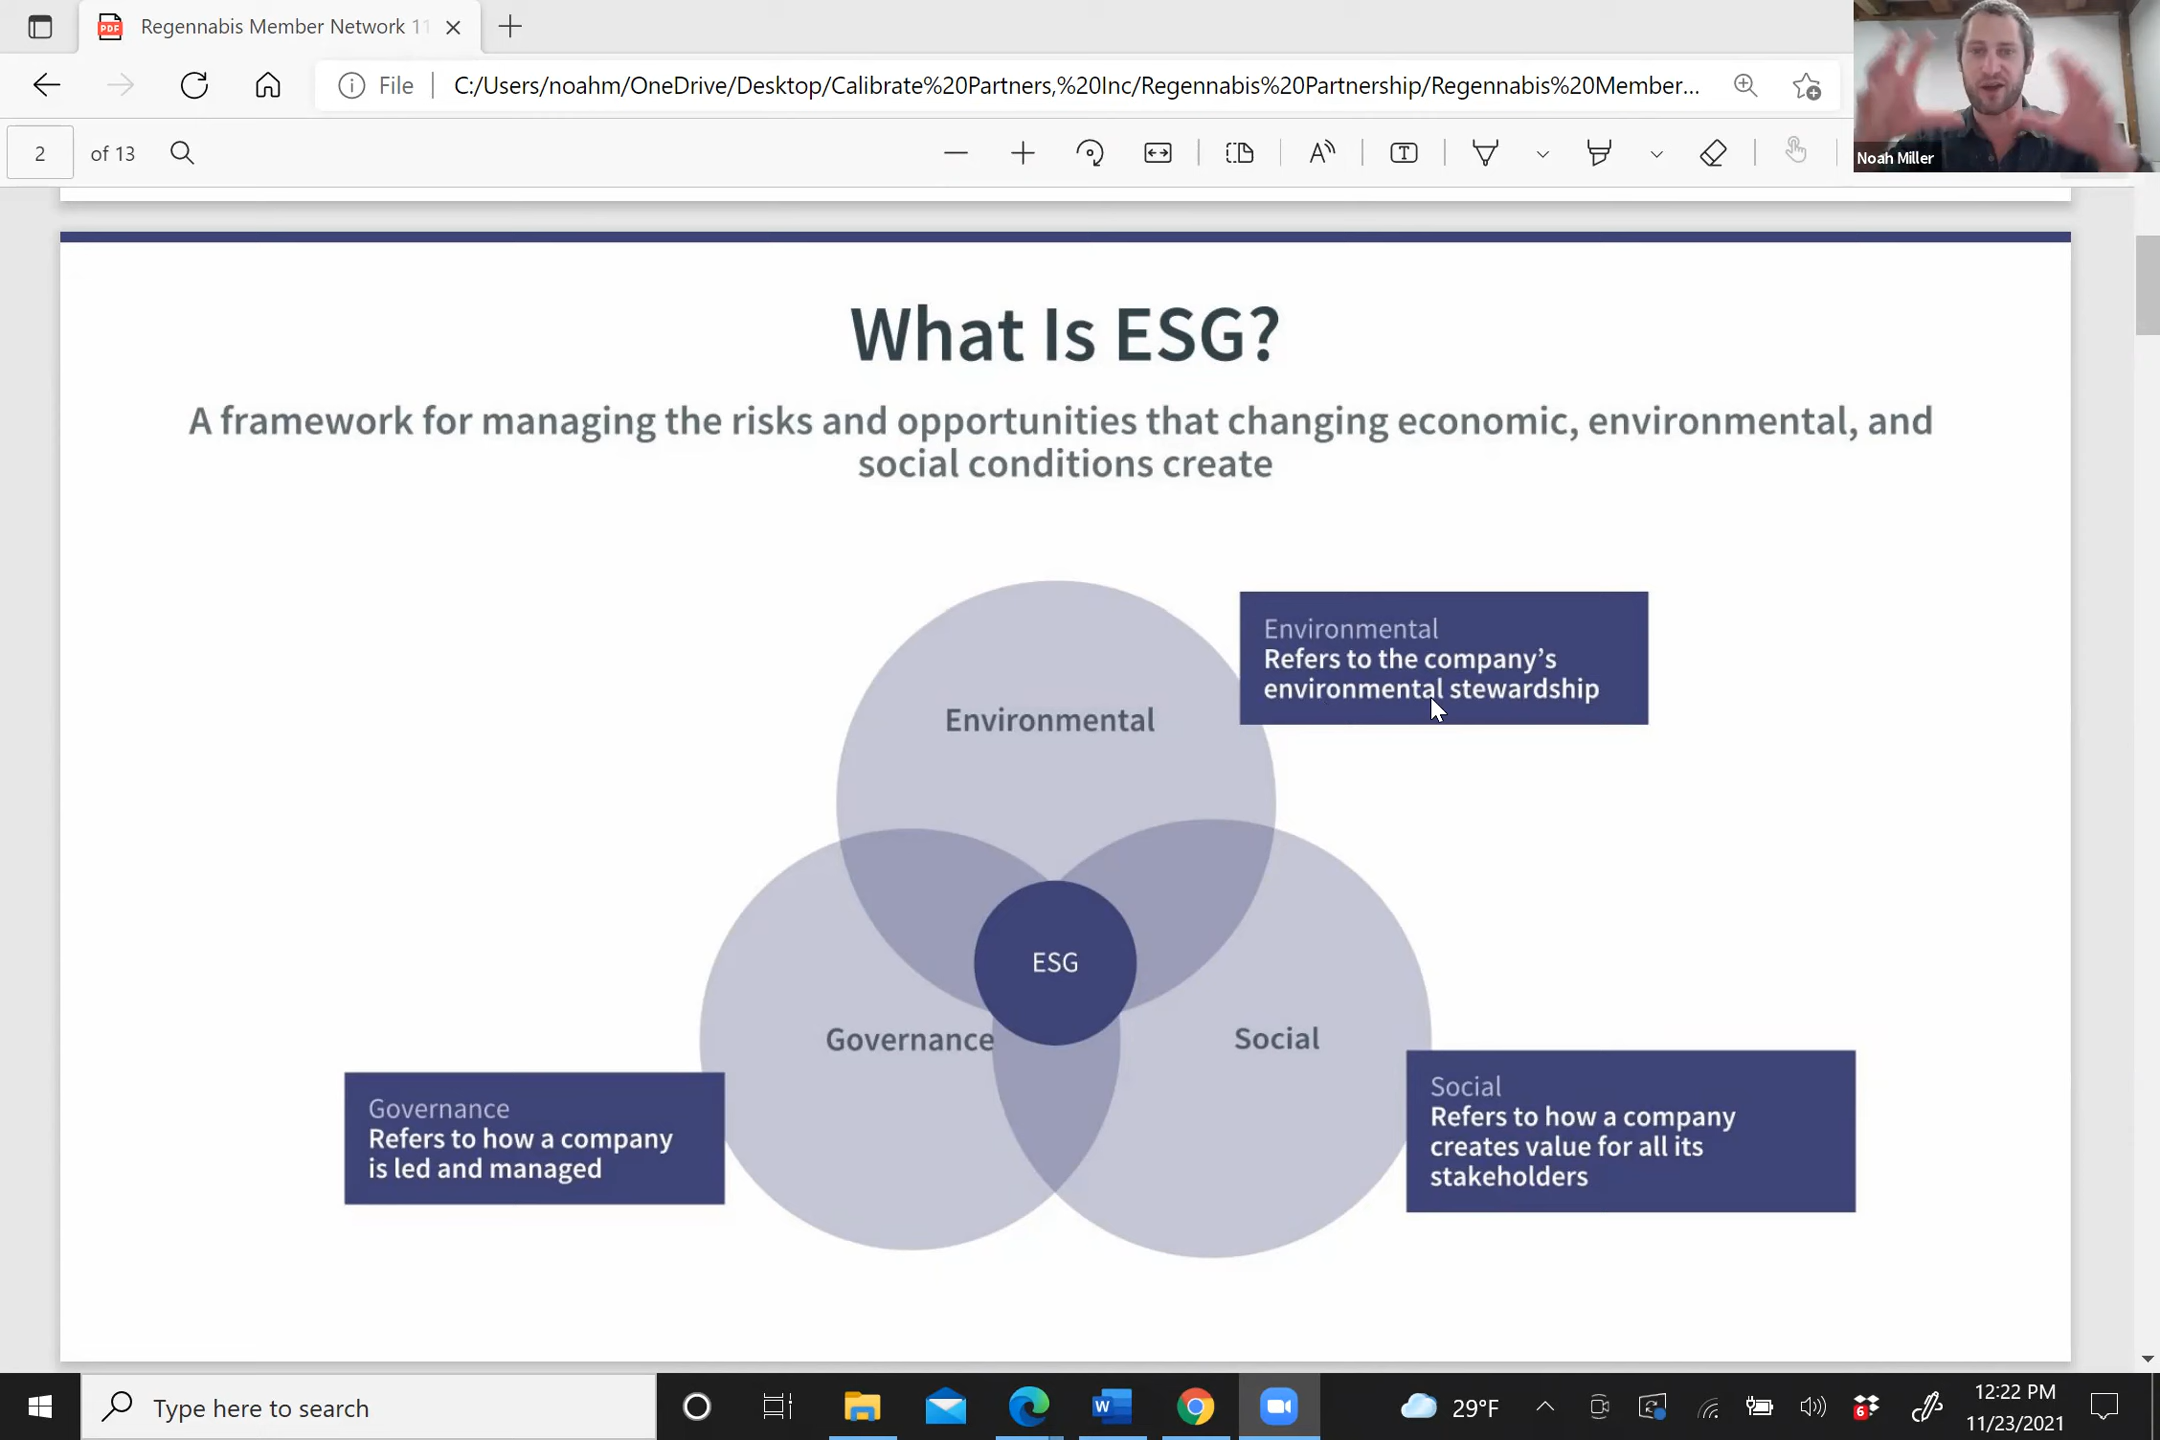 Regennabis Member Network 11
File
C:/Users/noahm/OneDrive/Desktop/Calibrate%20Partners,%20Inc/Regennabis%20Partnership/Regennabis%20Member...
2 of 13
Noah Miller
What Is ESG?
A framework for managing the risks and opportunities that changing economic, environmental, and
social conditions create
Environmental
Refers to the company’s
environmental stewardship
Environmental
ESG
Governance
Social
Governance
Refers to how a company
is led and managed
Social
Refers to how a company
creates value for all its
stakeholders
Type here to search
29°F
6
12:22 PM
11/23/2021